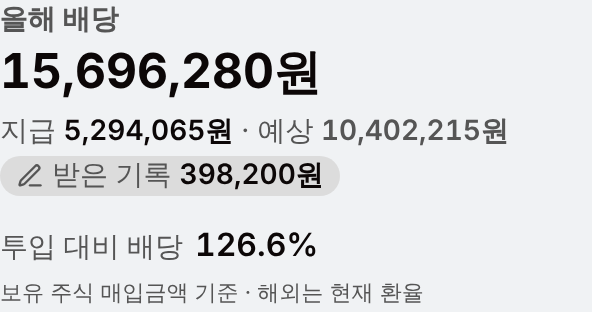 올해 배당
15,696,280원
지급 5,294,065원 · 예상 10,402,215원
받은 기록 398,200원
투입 대비 배당 126.6%
보유 주식 매입금액 기준 · 해외는 현재 환율